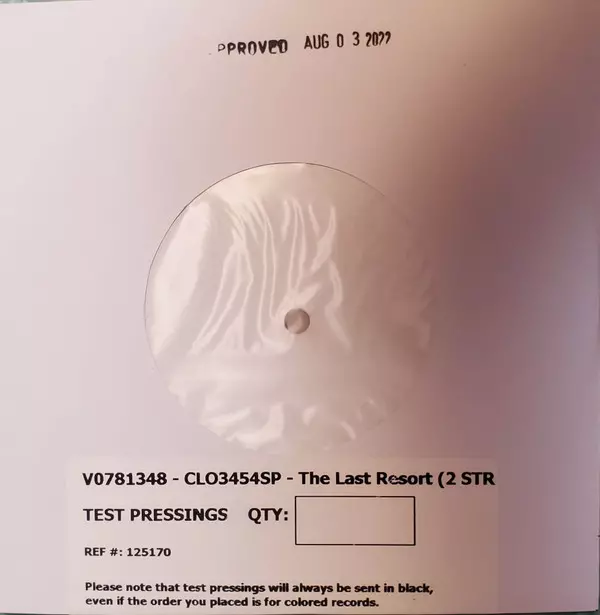 PPROVED AUG 0 3 2022
V0781348 - CLO3454SP - The Last Resort (2 STR
TEST PRESSINGS QTY:
REF #: 125170
Please note that test pressings will always be sent in black,
even if the order you placed is for colored records.